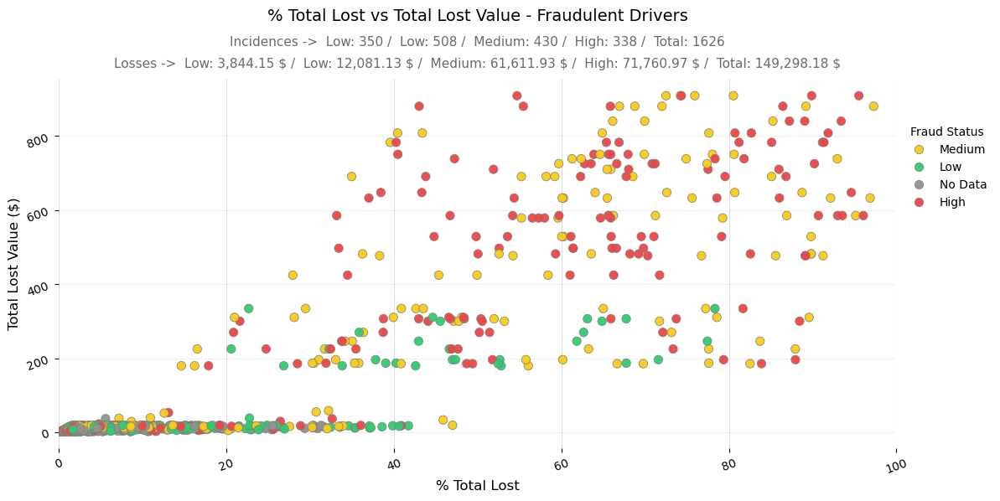 % Total Lost vs Total Lost Value - Fraudulent Drivers
Incidences -> Low: 350 / Low: 508 / Medium: 430 / High: 338 / Total: 1626
Losses -> Low: 3,844.15 $ / Low: 12,081.13 $ / Medium: 61,611.93 $ / High: 71,760.97 $ / Total: 149,298.18 $
Total Lost Value ($)
800
600
400
200
0
0
20
40
60
80
100
% Total Lost
Fraud Status
Medium
Low
No Data
High